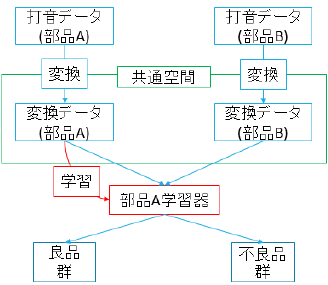 打音データ
(部品A)
打音データ
(部品B)
変換
共通空間
変換
変換データ
(部品A)
変換データ
(部品B)
学習
部品A学習器
良品
群
不良品
群